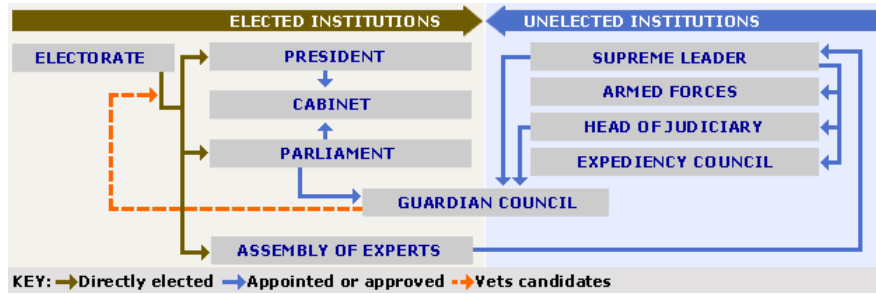 ELECTED INSTITUTIONS
UNELECTED INSTITUTIONS
ELECTORATE
PRESIDENT
SUPREME LEADER
CABINET
ARMED FORCES
HEAD OF JUDICIARY
PARLIAMENT
EXPEDIENCY COUNCIL
GUARDIAN COUNCIL
ASSEMBLY OF EXPERTS
KEY: Directly elected Appointed or approved Vets candidates